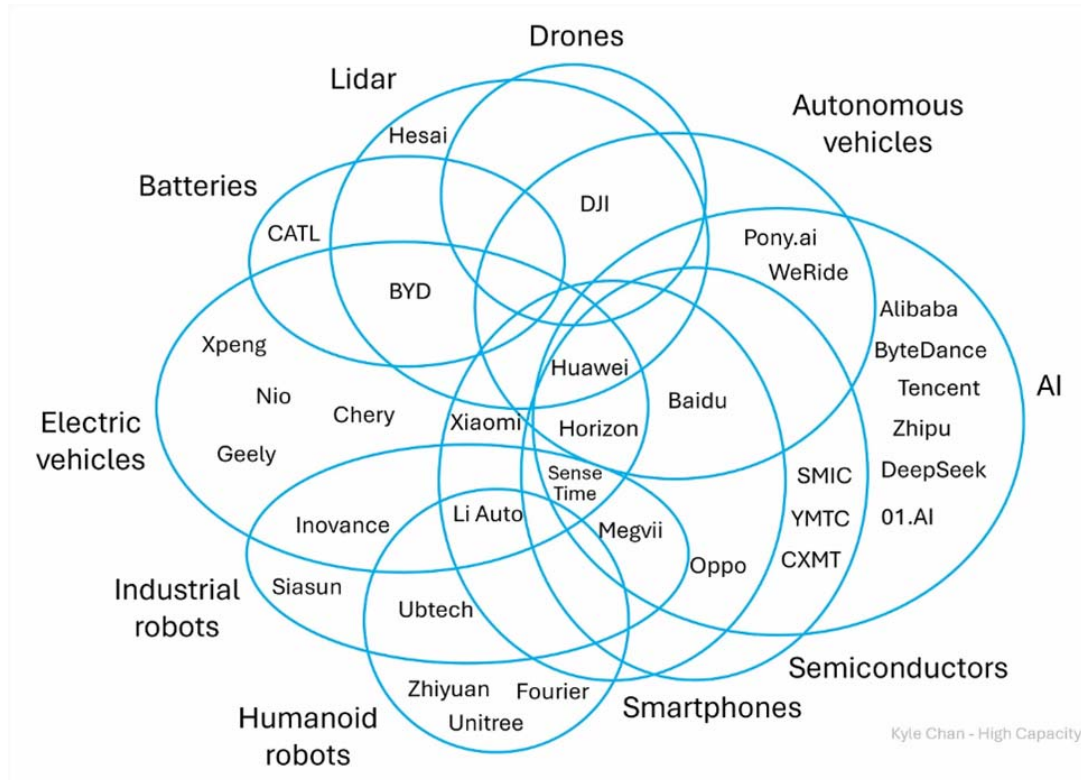 Drones
Lidar
Autonomous
vehicles
Hesai
Batteries
DJI
CATL
Pony.ai
WeRide
BYD
Alibaba
Xpeng
ByteDance
Huawei
AI
Tencent
Nio
Baidu
Chery
Xiaomi
Horizon
Zhipu
Electric
vehicles
Geely
Sense
Time
SMIC
DeepSeek
Li Auto
Inovance
Megvii
YMTC
01.AI
Oppo
CXMT
Industrial
robots
Siasun
Ubtech
Semiconductors
Zhiyuan
Fourier
Unitree
Smartphones
Humanoid
robots
Kyle Chan - High Capacity